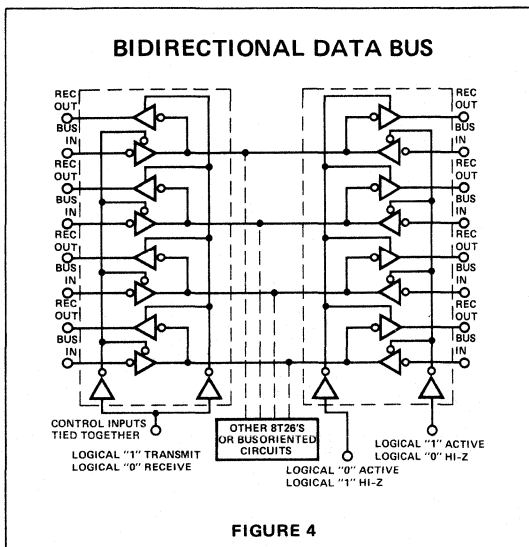 BIDIRECTIONAL DATA BUS
REC
OUT
BUS
IN
REC
OUT
BUS
IN
REC
OUT
BUS
IN
REC
OUT
BUS
IN
REC
OUT
BUS
IN
REC
OUT
BUS
IN
REC
OUT
BUS
IN
REC
OUT
BUS
IN
CONTROL INPUTS
TIED TOGETHER
LOGICAL "1" TRANSMIT
LOGICAL "0" RECEIVE
OTHER 8T26'S
OR BUS ORIENTED
CIRCUITS
LOGICAL "0" ACTIVE
LOGICAL "1" HI-Z
LOGICAL "1" ACTIVE
LOGICAL "0" HI-Z
FIGURE 4